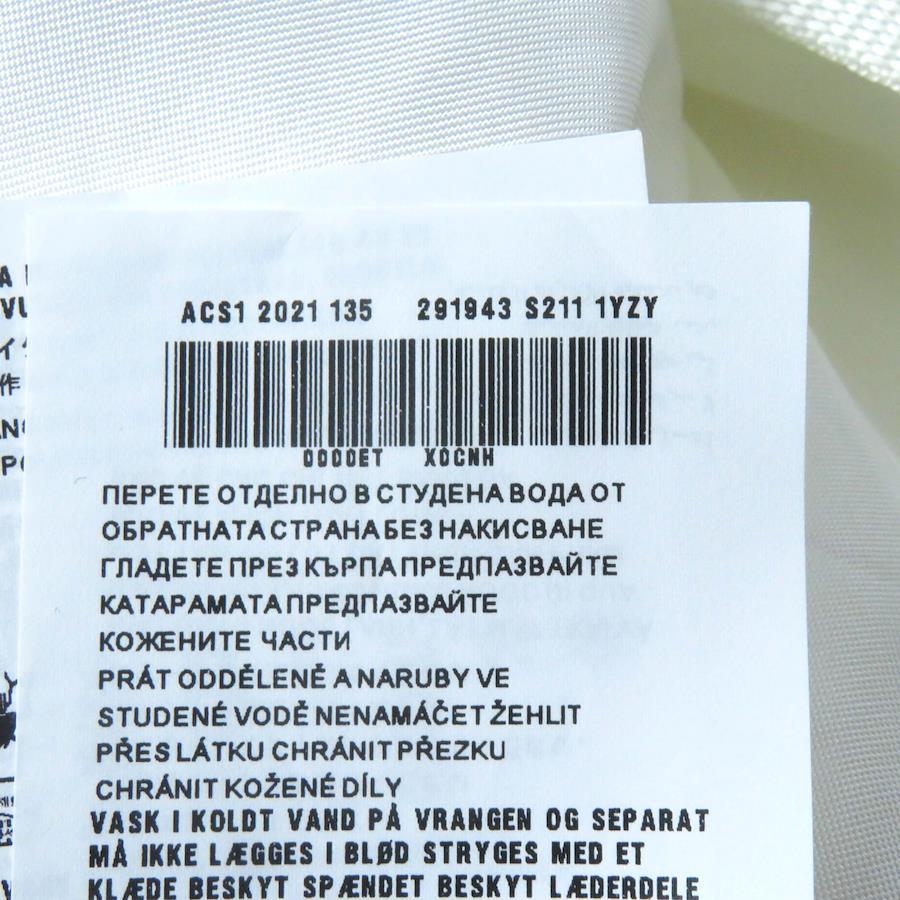 ACS1 2021 135 291943 S211 1YZY
0000ET X0CNH
ПЕРЕТЕ ОТДЕЛНО В СТУДЕНА ВОДА ОТ
ОБРАТНАТА СТРАНА БЕЗ НАКИСВАНЕ
ГЛАДЕТЕ ПРЕЗ КЪРПА ПРЕДПАЗВАЙТЕ
КАТАРАМАТА ПРЕДПАЗВАЙТЕ
КОЖЕНИТЕ ЧАСТИ
PRÁT ODDĚLENĚ A NARUBY VE
STUDENÉ VODĚ NENAMÁČET ŽEHLIT
PŘES LÁTKU CHRÁNIT PŘEZKU
CHRÁNIT KOŽENÉ DÍLY
VASK I KOLDT VAND PÅ VRANGEN OG SEPARAT
MÅ IKKE LÆGGES I BLØD STRYGES MED ET
KLÆDE BESKYT SPÆNDET BESKYT LÆDERDELE